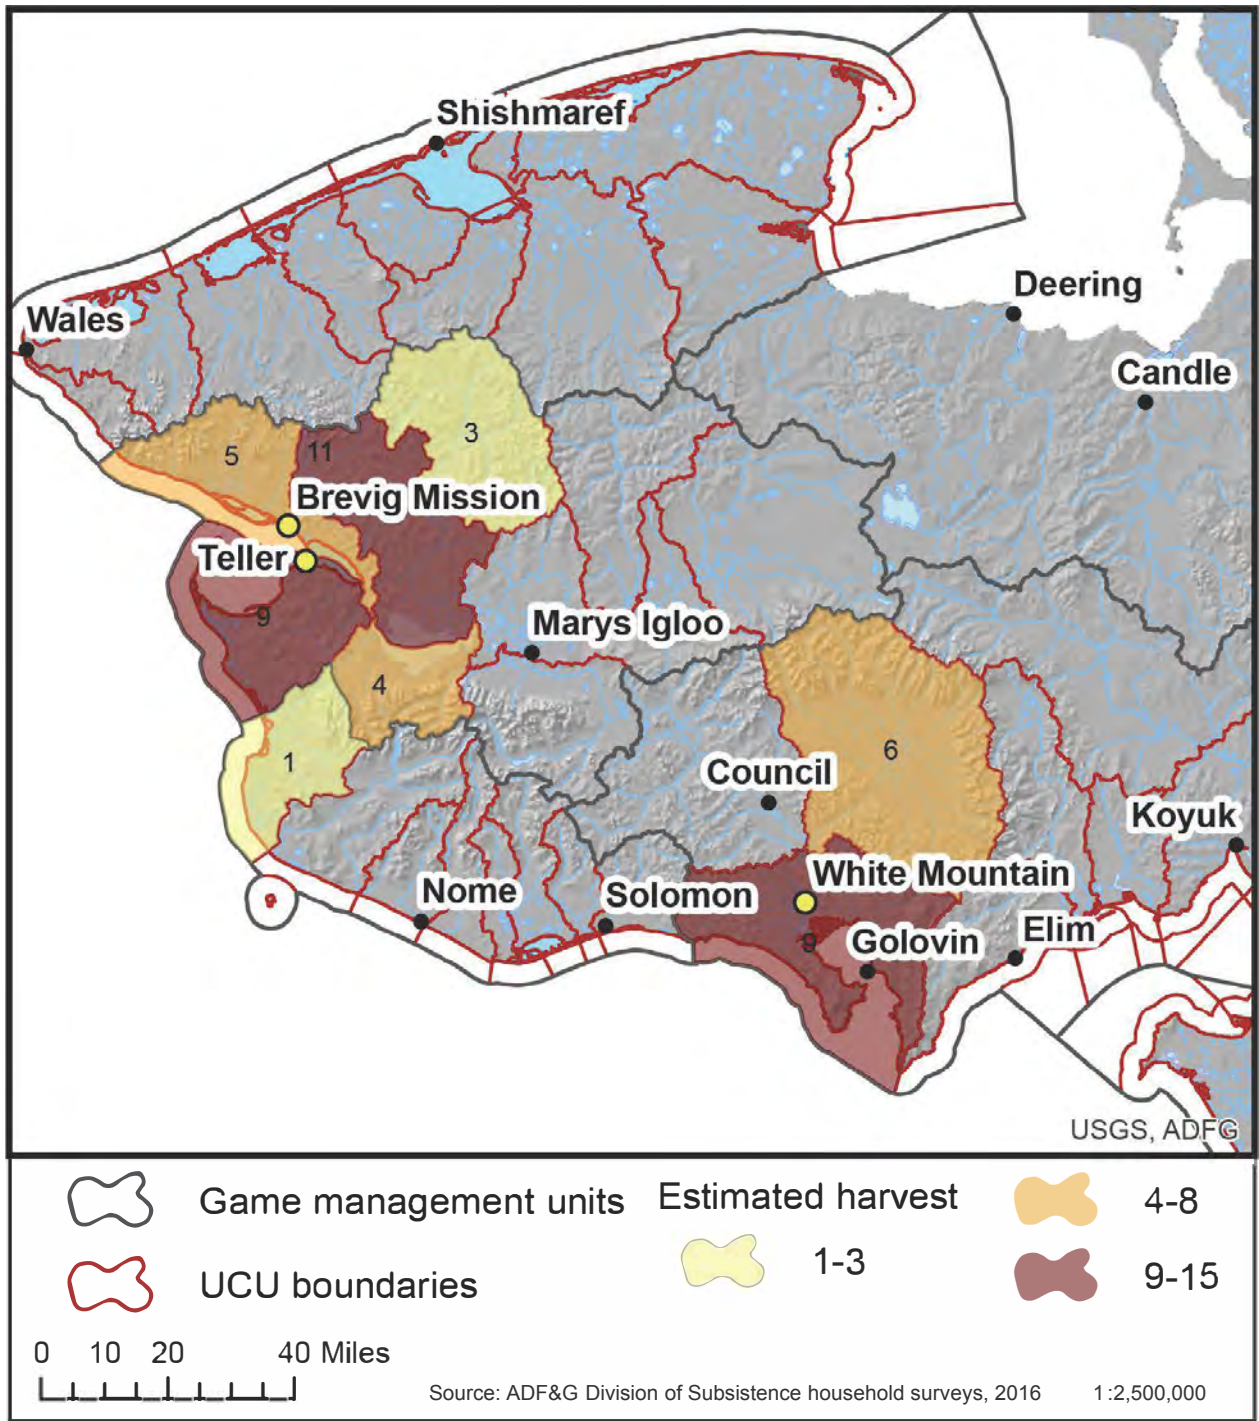 Shishmaref
Deering
Wales
Candle
3
5
11
Brevig Mission
Teller
9
Marys Igloo
4
6
1
Council
Koyuk
White Mountain
Nome
Solomon
Elim
9
Golovin
USGS, ADFG
Game management units
Estimated harvest
4-8
1-3
UCU boundaries
9-15
0 10 20 40 Miles
Source: ADF&G Division of Subsistence household surveys, 2016 1:2,500,000